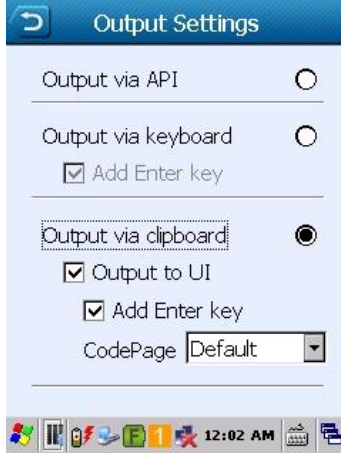 Output Settings
Output via API
Output via keyboard
Add Enter key
Output via clipboard
Output to UI
Add Enter key
CodePage Default
F 1 12:02 AM